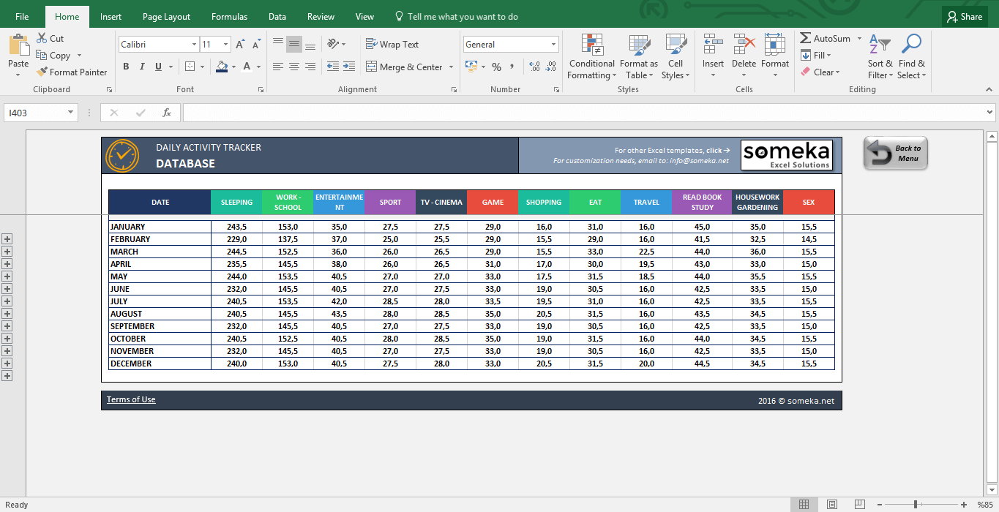 File Home Insert Page Layout Formulas Data Review View Tell me what you want to do Share
Cut
Copy
Format Painter
Paste
Clipboard
Calibri 11
B I U A
Font
Wrap Text
Merge & Center
Alignment
General
% ,
Number
Conditional Formatting
Format as Table
Cell Styles
Styles
Insert Delete Format
Cells
AutoSum
Fill
Clear
Sort & Filter
Find & Select
Editing
I403 fx
DAILY ACTIVITY TRACKER
DATABASE
For other Excel templates, click →
For customization needs, email to: info@someka.net
someka
Excel Solutions
Back to
Menu
DATE SLEEPING WORK - SCHOOL ENTERTAINMENT SPORT TV - CINEMA GAME SHOPPING EAT TRAVEL READ BOOK STUDY HOUSEWORK GARDENING SEX
JANUARY 243,5 153,0 35,0 27,5 27,5 29,0 16,0 31,0 16,0 45,0 35,0 15,5
FEBRUARY 229,0 137,5 37,0 25,0 25,5 29,0 15,5 29,0 16,0 41,5 32,5 14,5
MARCH 244,5 152,5 36,0 26,0 26,5 29,0 15,5 33,0 22,5 44,0 36,0 15,5
APRIL 235,5 145,5 38,0 26,0 26,5 31,0 17,0 30,0 19,5 43,0 33,0 15,0
MAY 244,0 153,5 40,5 27,0 27,0 33,0 17,5 31,5 18,5 44,0 35,5 15,5
JUNE 232,0 145,5 40,5 27,0 27,5 33,0 19,0 30,5 16,0 42,5 33,5 15,0
JULY 240,5 153,5 42,0 28,5 28,0 33,5 19,5 31,0 16,0 42,5 33,5 15,5
AUGUST 240,5 145,5 43,5 28,0 28,5 35,0 20,5 31,5 16,0 43,5 34,5 15,5
SEPTEMBER 232,0 145,5 40,5 27,0 27,5 33,0 19,0 30,5 16,0 42,5 33,5 15,0
OCTOBER 240,5 152,5 40,5 28,0 28,5 35,0 19,0 31,5 16,0 44,0 34,5 15,5
NOVEMBER 232,0 145,5 40,5 27,0 27,5 33,0 19,0 30,5 16,0 42,5 33,5 15,0
DECEMBER 240,0 153,0 40,5 27,5 28,0 33,0 20,5 31,5 20,0 44,5 34,5 15,5
Terms of Use
2016 © someka.net
Ready %85